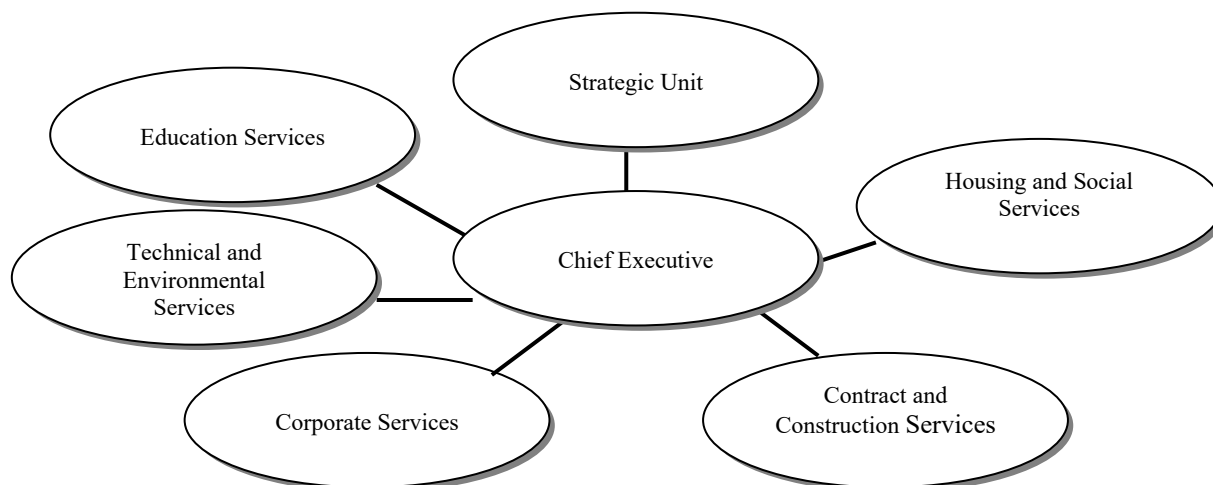 Strategic Unit
Education Services
Housing and Social
Services
Technical and
Environmental
Services
Chief Executive
Corporate Services
Contract and
Construction Services